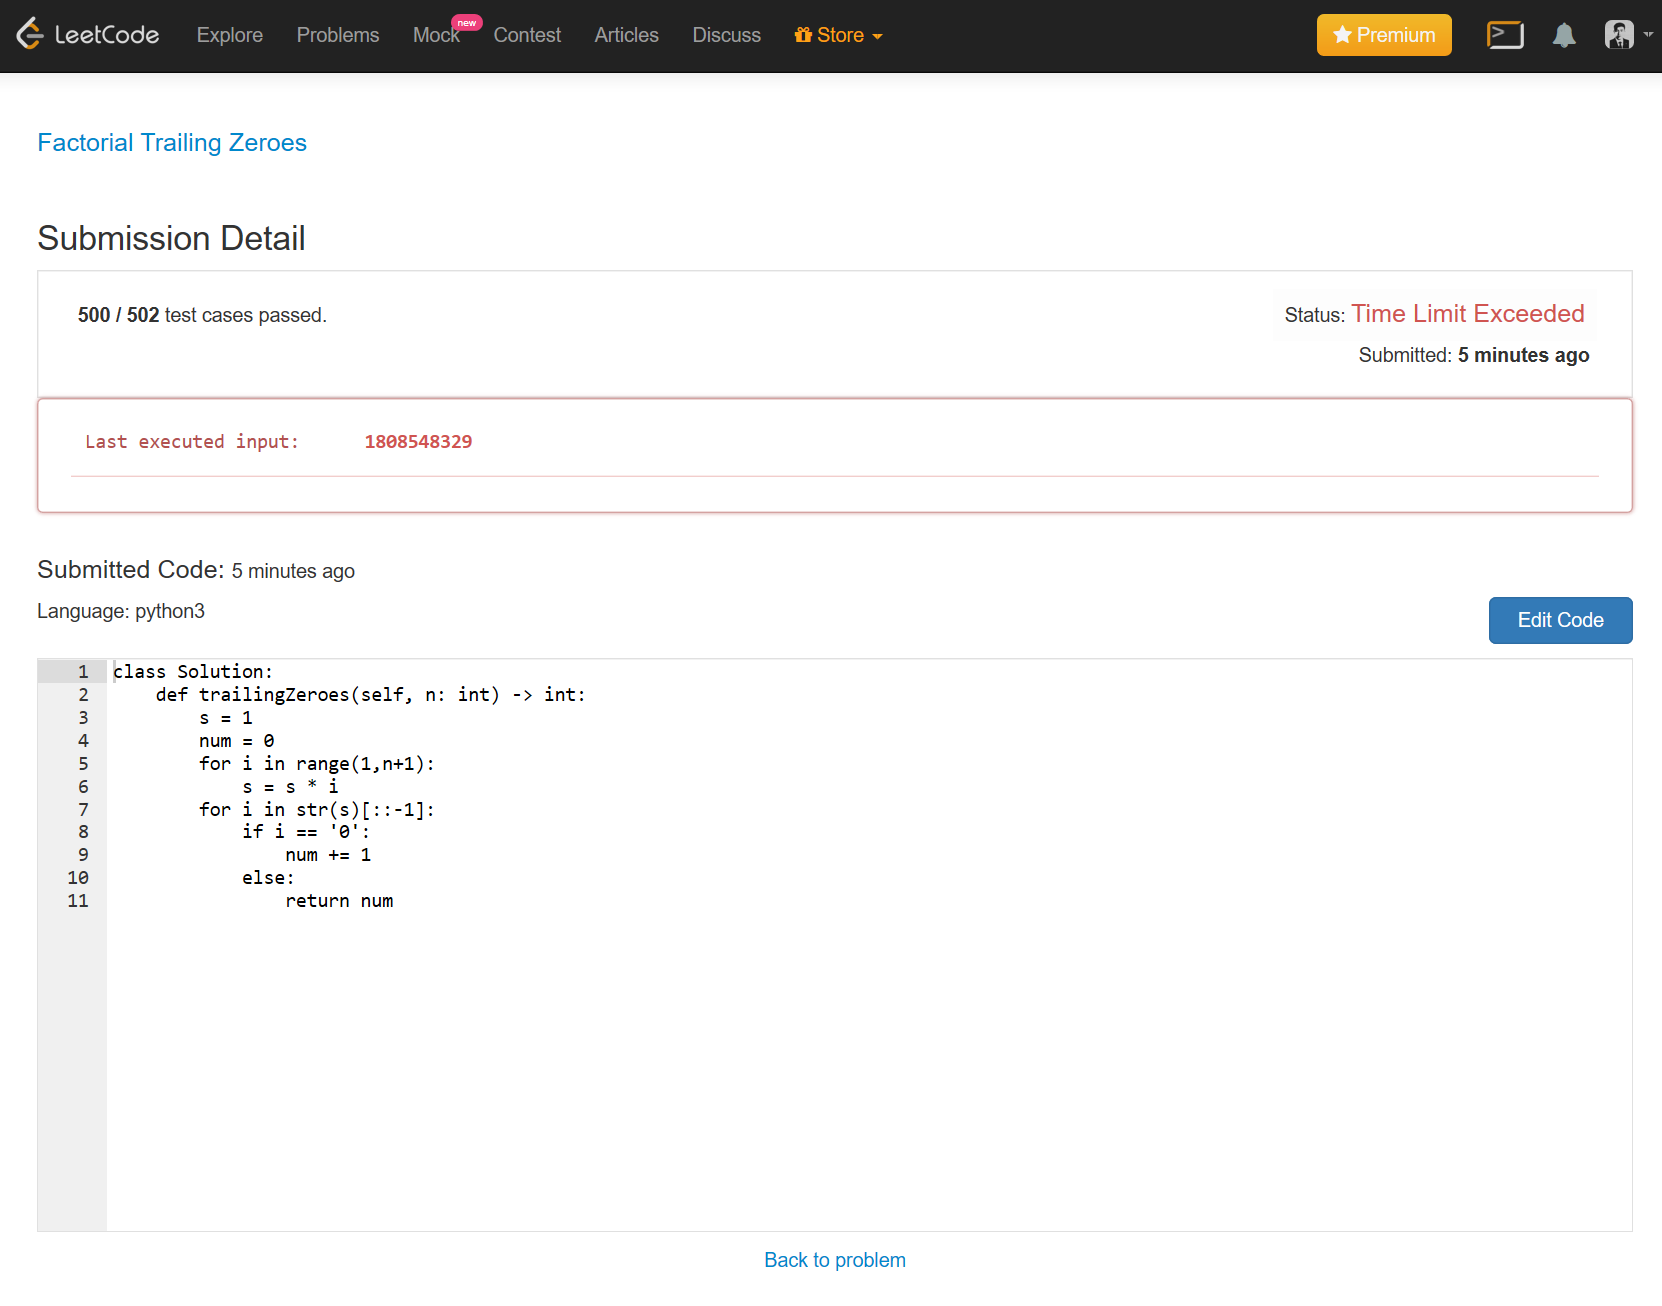 LeetCode Explore Problems Mock new Contest Articles Discuss Store Premium
Factorial Trailing Zeroes
Submission Detail
500 / 502 test cases passed.
Status: Time Limit Exceeded
Submitted: 5 minutes ago
Last executed input: 1808548329
Submitted Code: 5 minutes ago
Language: python3
Edit Code
1 class Solution:
2     def trailingZeroes(self, n: int) -> int:
3         s = 1
4         num = 0
5         for i in range(1,n+1):
6             s = s * i
7         for i in str(s)[::-1]:
8             if i == '0':
9                 num += 1
10             else:
11                 return num
Back to problem